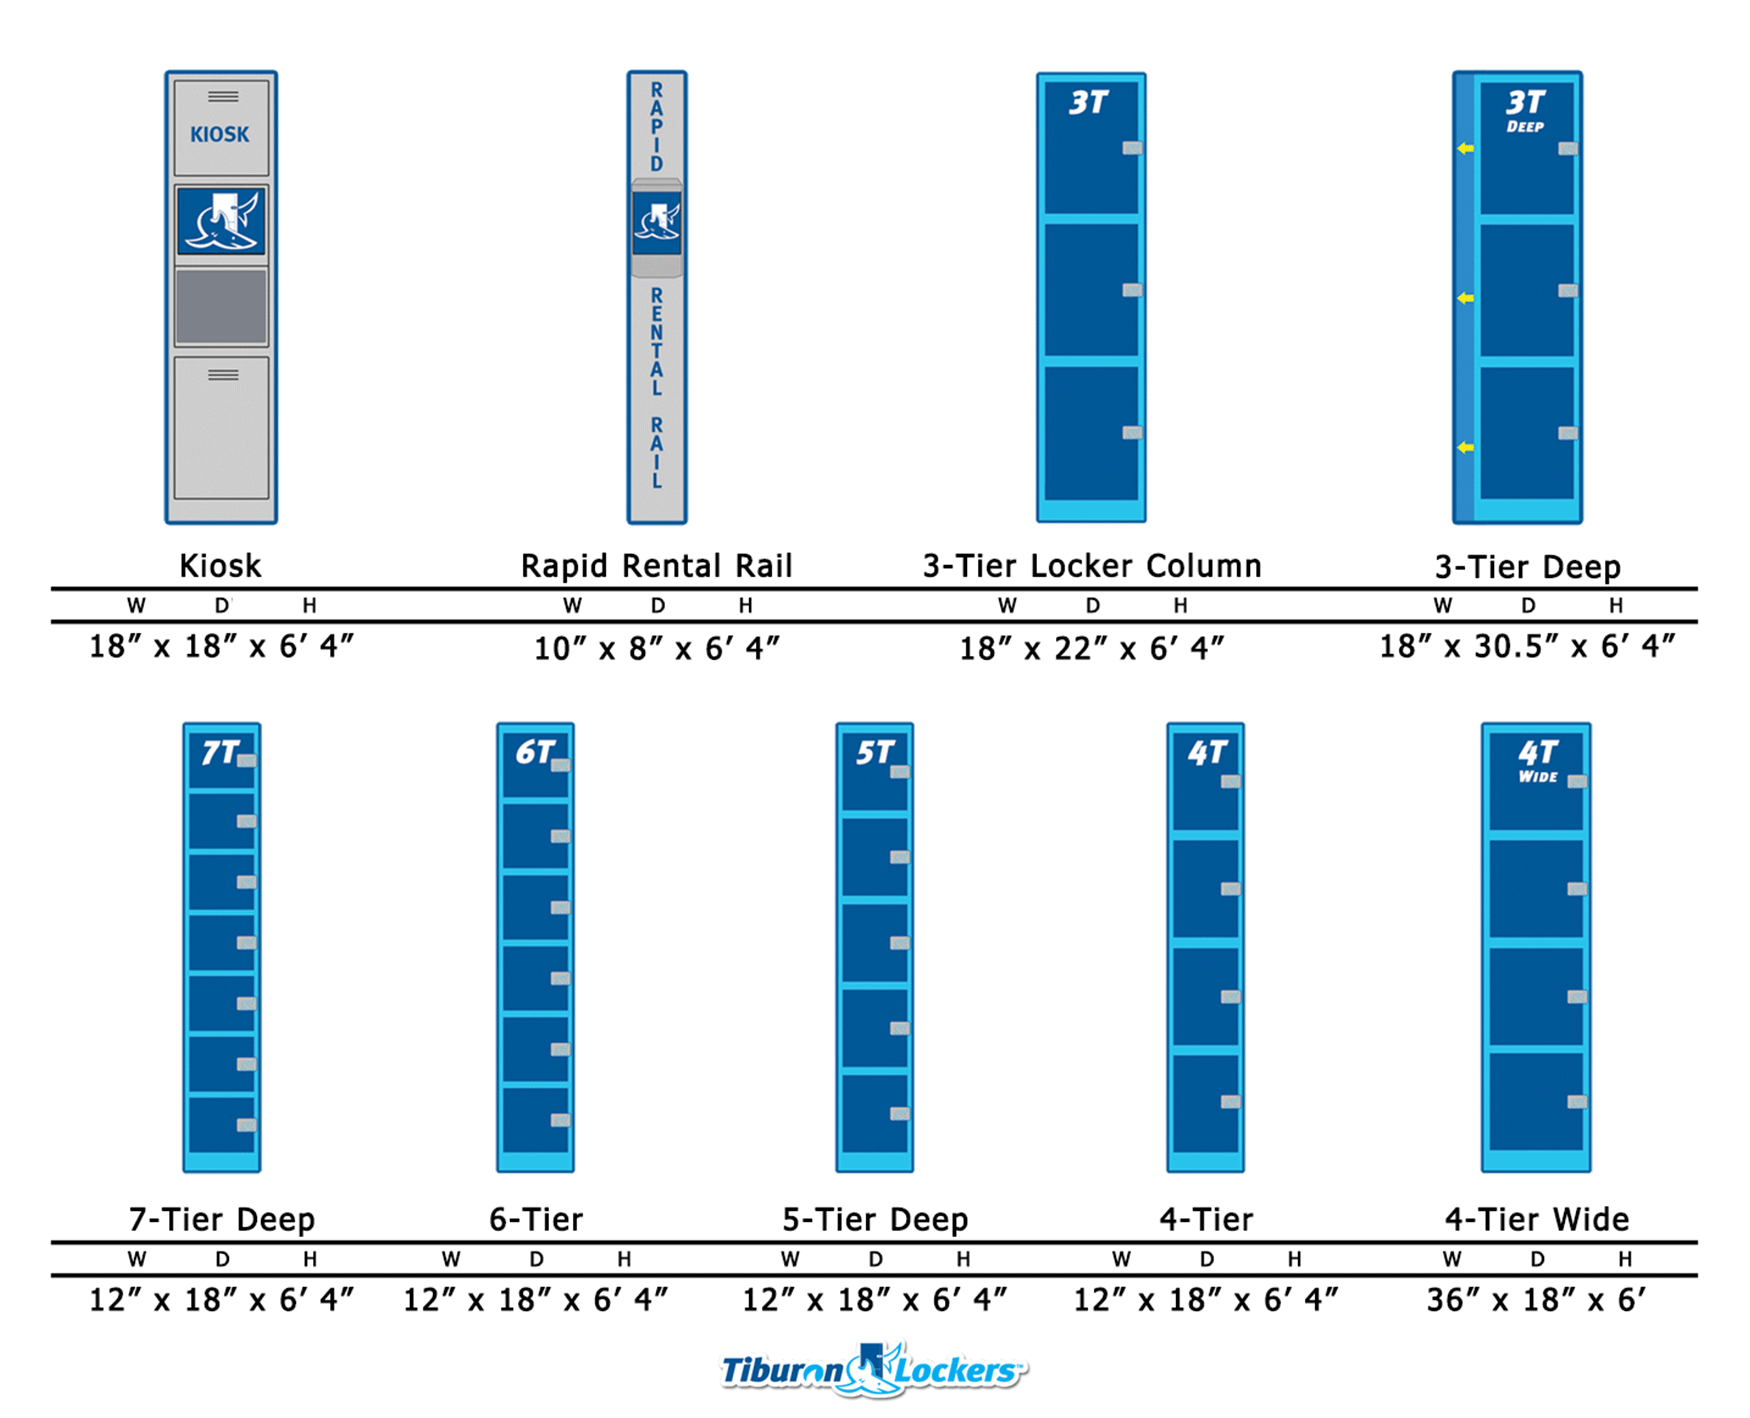 KIOSK
RAPID RENTAL RAIL
3T
3T
DEEP
Kiosk
Rapid Rental Rail
3-Tier Locker Column
3-Tier Deep
W D H W D H W D H W D H
18” x 18” x 6’ 4”
10” x 8” x 6’ 4”
18” x 22” x 6’ 4”
18” x 30.5” x 6’ 4”
7T
6T
5T
4T
4T
WIDE
7-Tier Deep
6-Tier
5-Tier Deep
4-Tier
4-Tier Wide
W D H W D H W D H W D H W D H
12” x 18” x 6’ 4”
12” x 18” x 6’ 4”
12” x 18” x 6’ 4”
12” x 18” x 6’ 4”
36” x 18” x 6’
Tiburon Lockers™